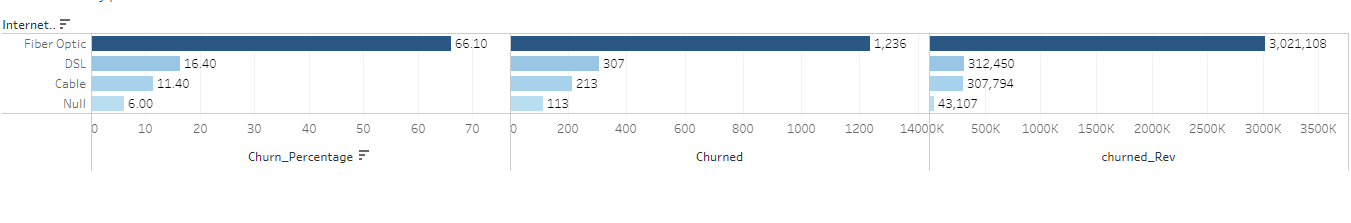 Internet..
Fiber Optic 66.10 1,236 3,021,108
DSL 16.40 307 312,450
Cable 11.40 213 307,794
Null 6.00 113 43,107
0 10 20 30 40 50 60 70 0 200 400 600 800 1000 1200 14000K 500K 1000K 1500K 2000K 2500K 3000K 3500K
Churn_Percentage Churned churned_Rev